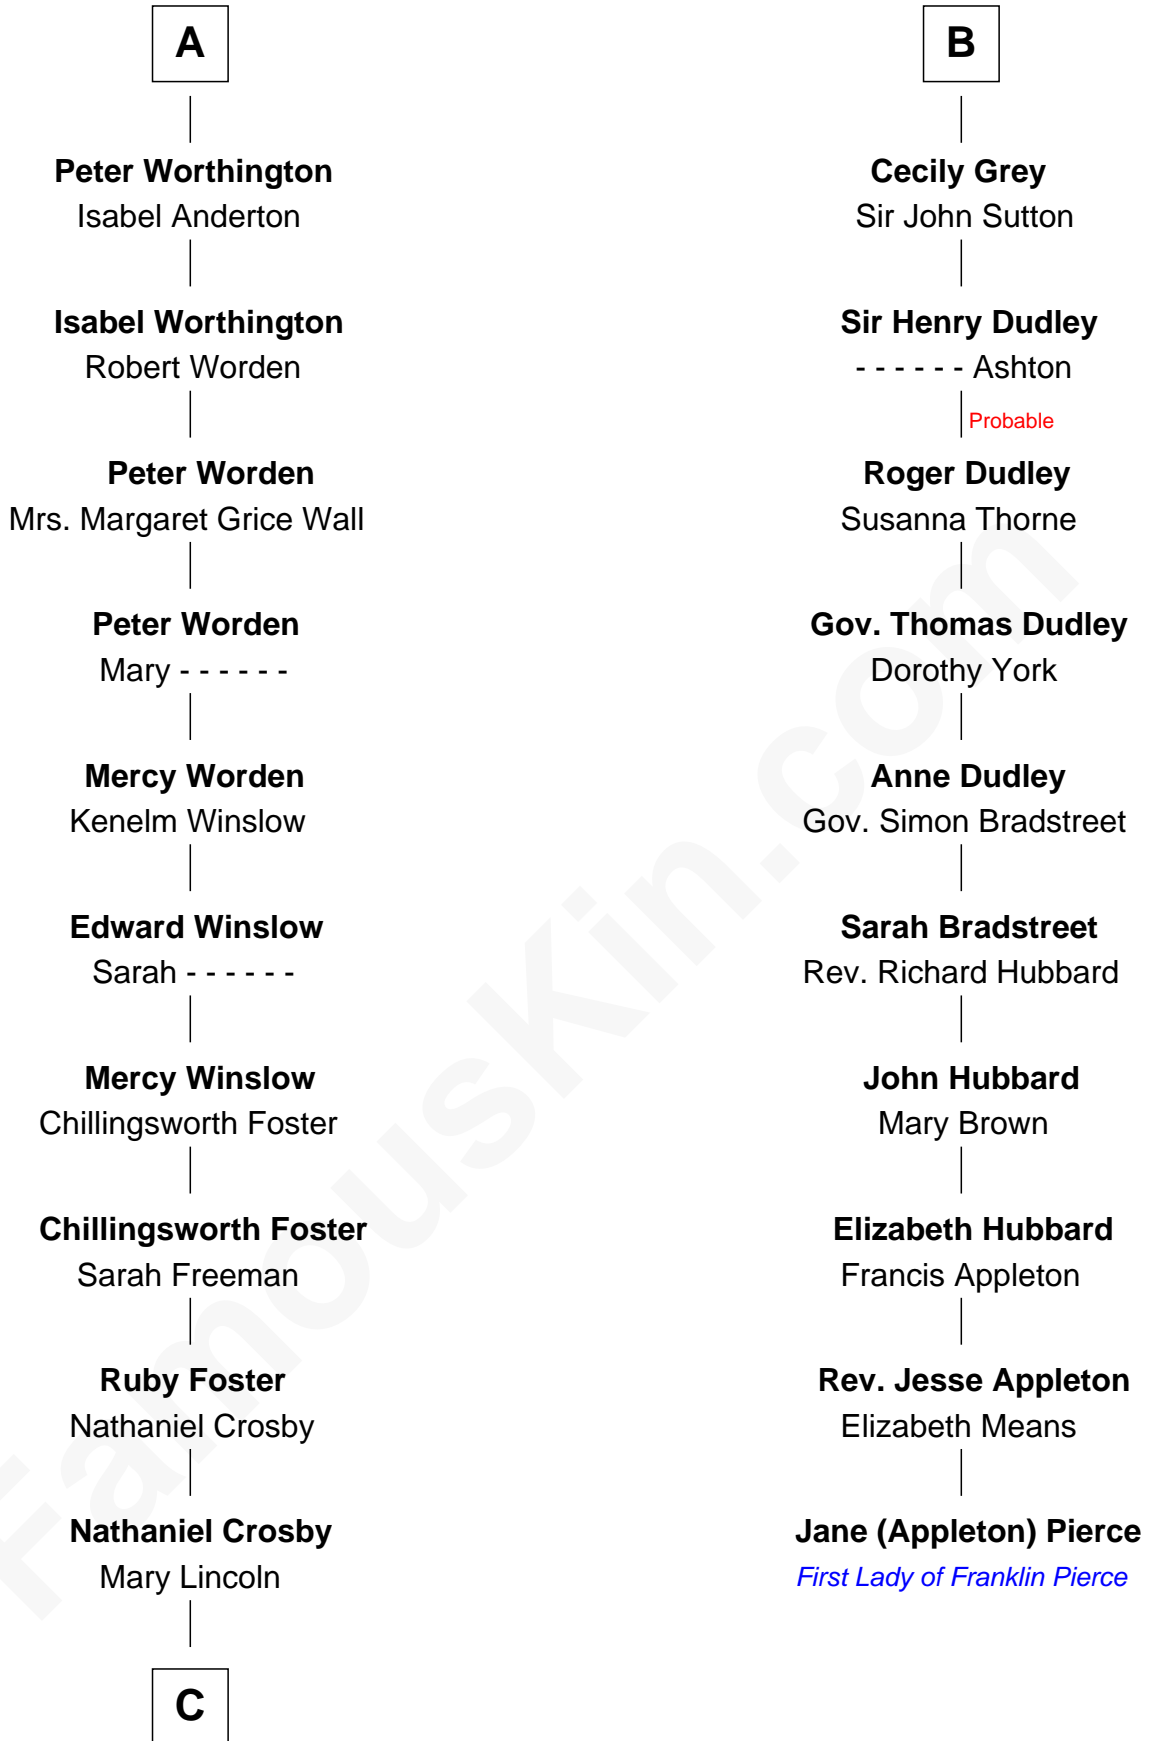 A
Peter Worthington
Isabel Anderton
Isabel Worthington
Robert Worden
Peter Worden
Mrs. Margaret Grice Wall
Peter Worden
Mary - - - - - -
Mercy Worden
Kenelm Winslow
Edward Winslow
Sarah - - - - - -
Mercy Winslow
Chillingsworth Foster
Chillingsworth Foster
Sarah Freeman
Ruby Foster
Nathaniel Crosby
Nathaniel Crosby
Mary Lincoln
C
B
Cecily Grey
Sir John Sutton
Sir Henry Dudley
- - - - - - Ashton
Probable
Roger Dudley
Susanna Thorne
Gov. Thomas Dudley
Dorothy York
Anne Dudley
Gov. Simon Bradstreet
Sarah Bradstreet
Rev. Richard Hubbard
John Hubbard
Mary Brown
Elizabeth Hubbard
Francis Appleton
Rev. Jesse Appleton
Elizabeth Means
Jane (Appleton) Pierce
First Lady of Franklin Pierce
FamousKin.com